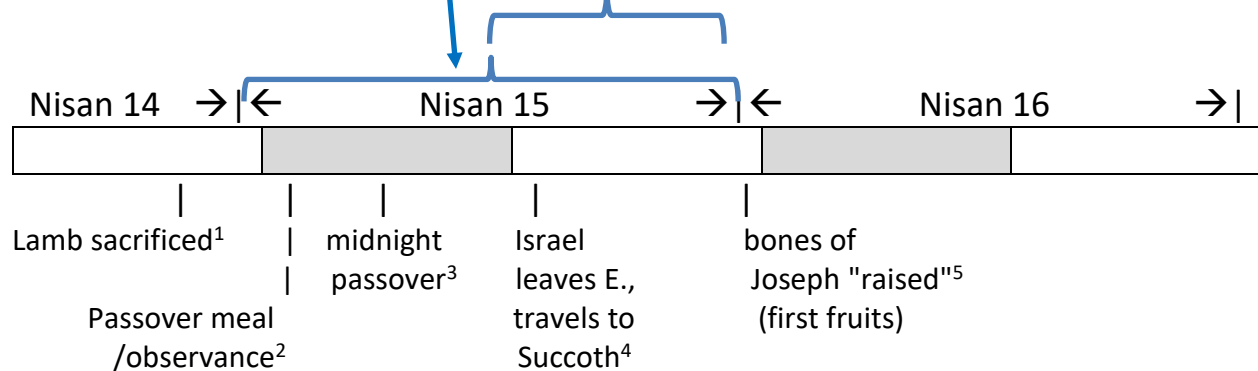 Nisan 14 →|← Nisan 15 →|← Nisan 16 →|
| | | | |
Lamb sacrificed¹ | midnight Israel bones of
| passover³ leaves E., Joseph "raised"⁵
Passover meal travels to (first fruits)
/observance² Succoth⁴